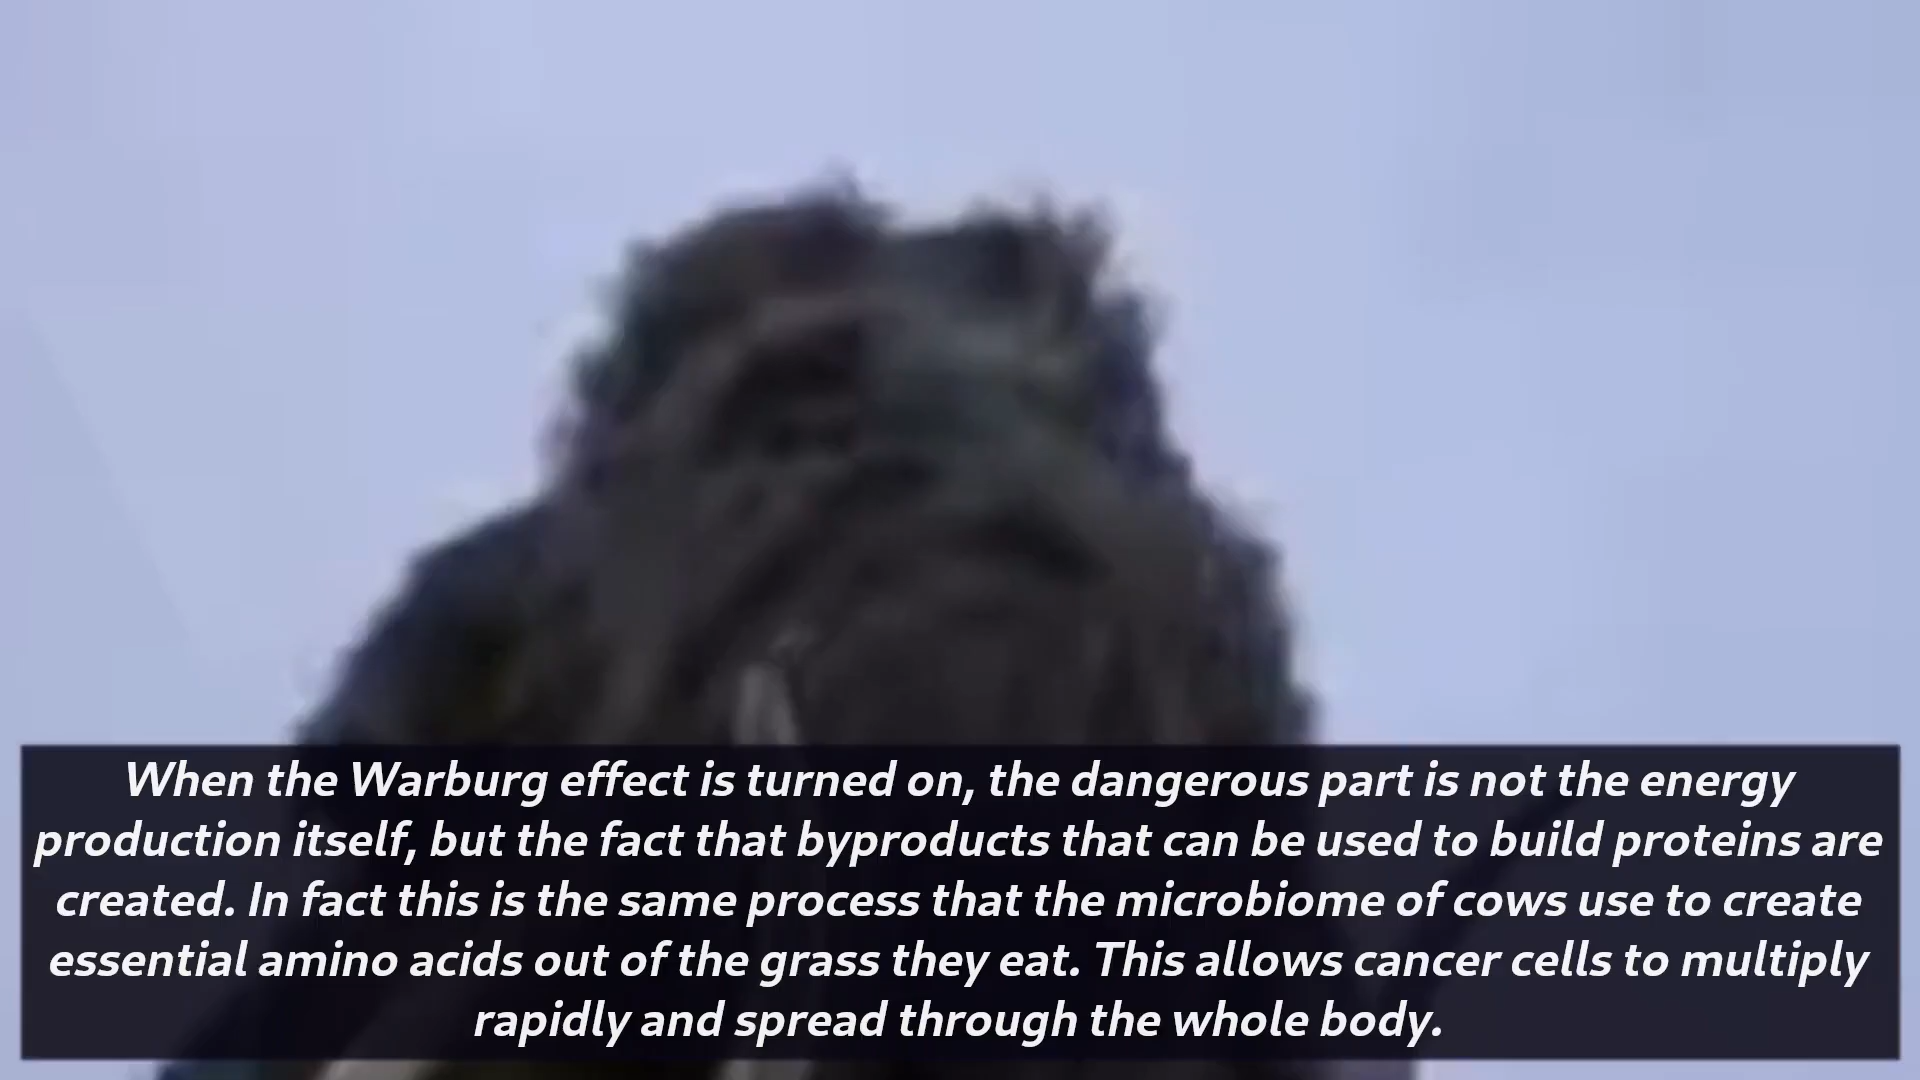 When the Warburg effect is turned on, the dangerous part is not the energy
production itself, but the fact that byproducts that can be used to build proteins are
created. In fact this is the same process that the microbiome of cows use to create
essential amino acids out of the grass they eat. This allows cancer cells to multiply
rapidly and spread through the whole body.